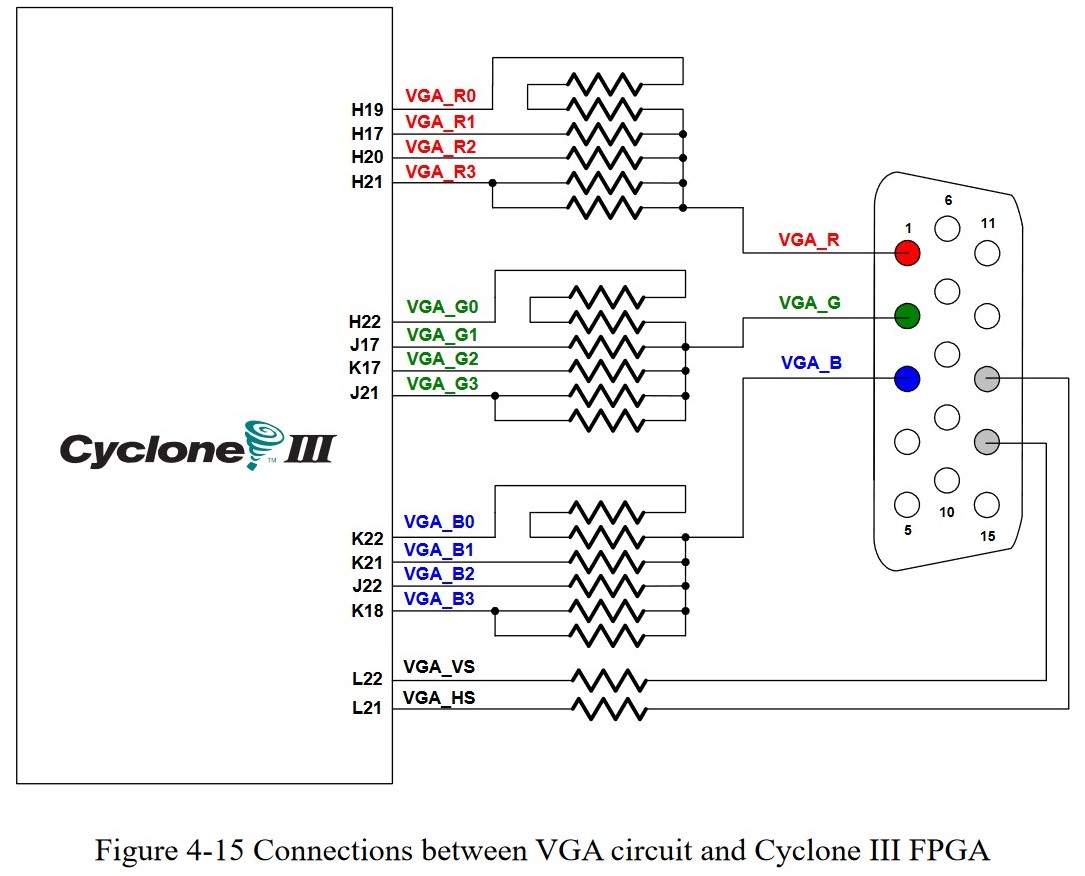 H19 VGA_R0
H17 VGA_R1
H20 VGA_R2
H21 VGA_R3
H22 VGA_G0
J17 VGA_G1
K17 VGA_G2
J21 VGA_G3
Cyclone III
TM
K22 VGA_B0
K21 VGA_B1
J22 VGA_B2
K18 VGA_B3
L22 VGA_VS
L21 VGA_HS
VGA_R
VGA_G
VGA_B
1
6
11
5
10
15
Figure 4-15 Connections between VGA circuit and Cyclone III FPGA